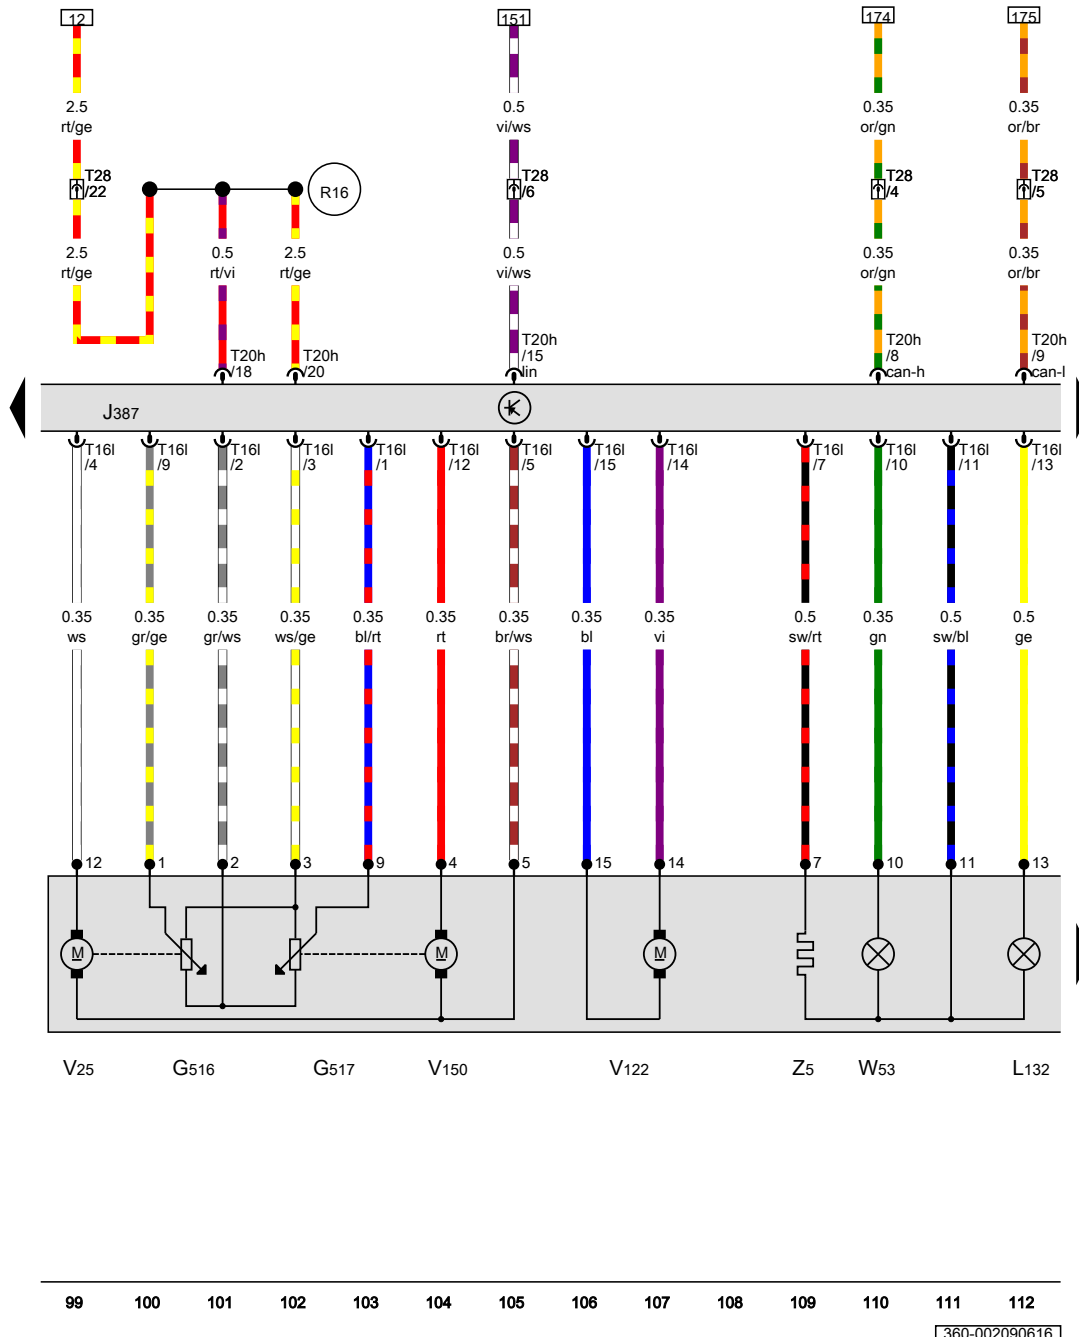 12 151 174 175
2.5 0.5 0.35 0.35
rt/ge vi/ws or/gn or/br
T28 T28 T28 T28
/22 /6 /4 /5
R16
2.5 0.5 2.5 0.5 0.35 0.35
rt/ge rt/vi rt/ge vi/ws or/gn or/br
T20h T20h T20h
/15 /8 /9
T20h T20h
/18 /20 lin can-h can-l
J387
T16l T16l T16l T16l T16l T16l T16l T16l T16l T16l T16l T16l T16l
/4 /9 /2 /3 /1 /12 /5 /15 /14 /7 /10 /11 /13
0.35 0.35 0.35 0.35 0.35 0.35 0.35 0.35 0.35 0.5 0.35 0.5 0.5
ws gr/ge gr/ws ws/ge bl/rt rt br/ws bl vi sw/rt gn sw/bl ge
12 1 2 3 9 4 5 15 14 7 10 11 13
M M M
V25 G516 G517 V150 V122 Z5 W53 L132
99 100 101 102 103 104 105 106 107 108 109 110 111 112
360-002090616